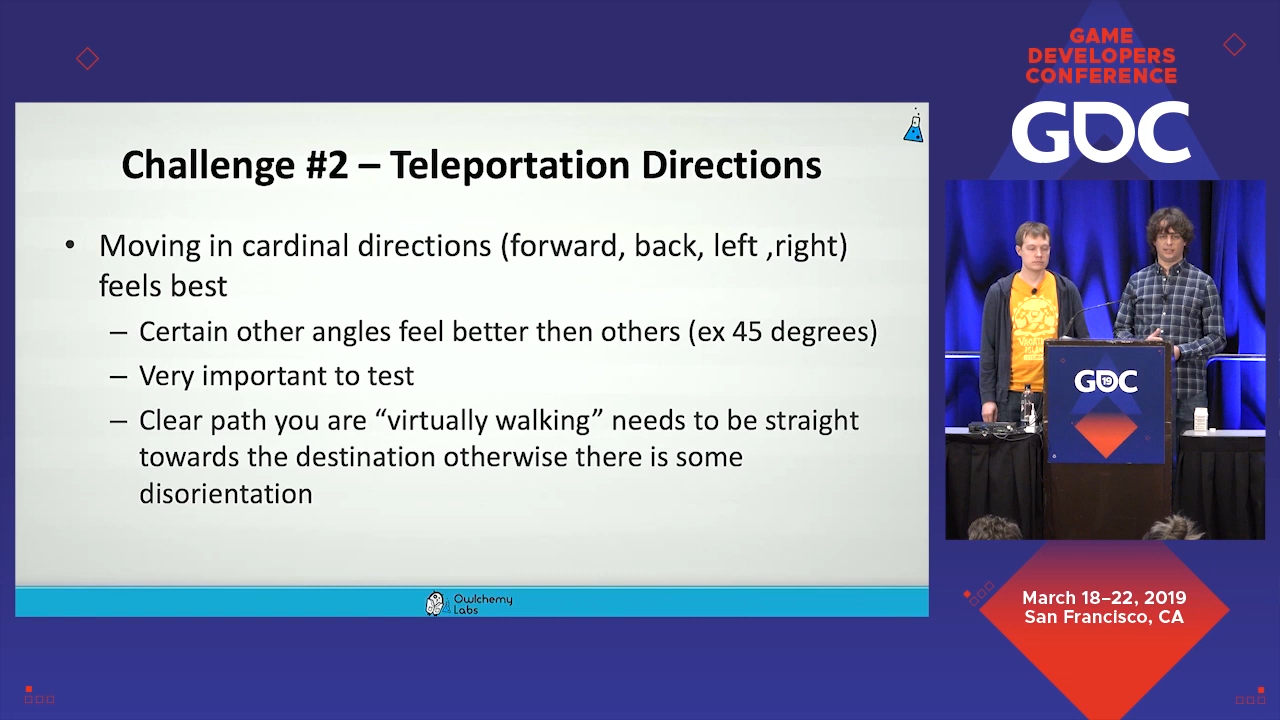 GAME
DEVELOPERS
CONFERENCE
GDC
Challenge #2 – Teleportation Directions
• Moving in cardinal directions (forward, back, left ,right)
feels best
– Certain other angles feel better then others (ex 45 degrees)
– Very important to test
– Clear path you are “virtually walking” needs to be straight
towards the destination otherwise there is some
disorientation
Owlchemy
Labs
GDC
19
March 18–22, 2019
San Francisco, CA